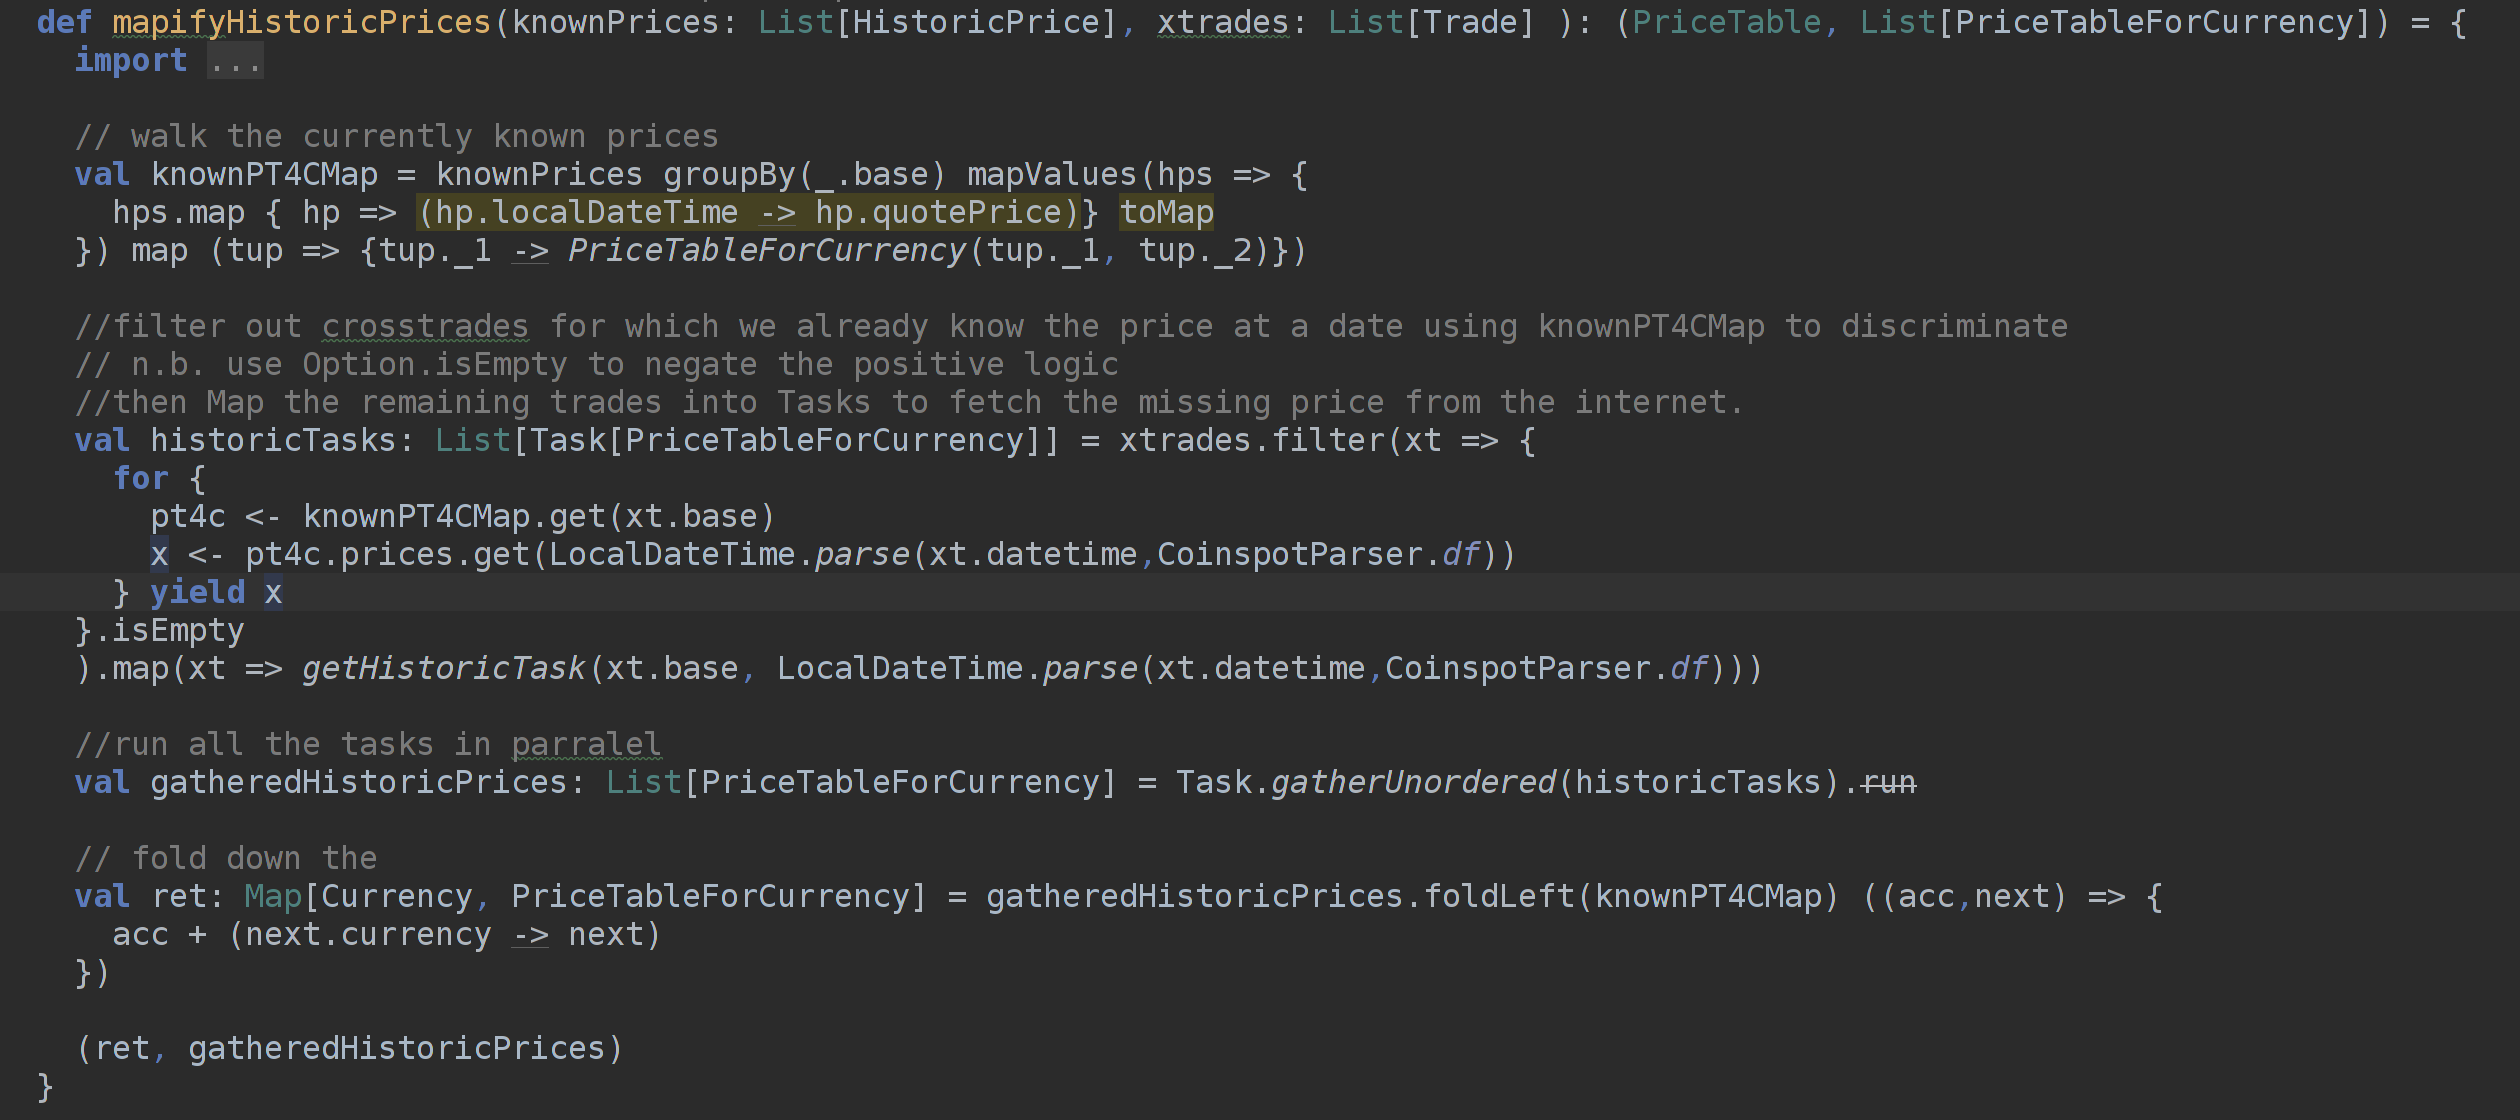 def mapifyHistoricPrices(knownPrices: List[HistoricPrice], xtrades: List[Trade] ): (PriceTable, List[PriceTableForCurrency]) = {
  import ...

  // walk the currently known prices
  val knownPT4CMap = knownPrices groupBy(_.base) mapValues(hps => {
    hps.map { hp => (hp.localDateTime -> hp.quotePrice)} toMap
  }) map (tup => {tup._1 -> PriceTableForCurrency(tup._1, tup._2)})

  //filter out crosstrades for which we already know the price at a date using knownPT4CMap to discriminate
  // n.b. use Option.isEmpty to negate the positive logic
  //then Map the remaining trades into Tasks to fetch the missing price from the internet.
  val historicTasks: List[Task[PriceTableForCurrency]] = xtrades.filter(xt => {
    for {
      pt4c <- knownPT4CMap.get(xt.base)
      x <- pt4c.prices.get(LocalDateTime.parse(xt.datetime,CoinspotParser.df))
    } yield x
  }.isEmpty
  ).map(xt => getHistoricTask(xt.base, LocalDateTime.parse(xt.datetime,CoinspotParser.df)))

  //run all the tasks in parralel
  val gatheredHistoricPrices: List[PriceTableForCurrency] = Task.gatherUnordered(historicTasks).run

  // fold down the
  val ret: Map[Currency, PriceTableForCurrency] = gatheredHistoricPrices.foldLeft(knownPT4CMap) ((acc,next) => {
    acc + (next.currency -> next)
  })

  (ret, gatheredHistoricPrices)
}